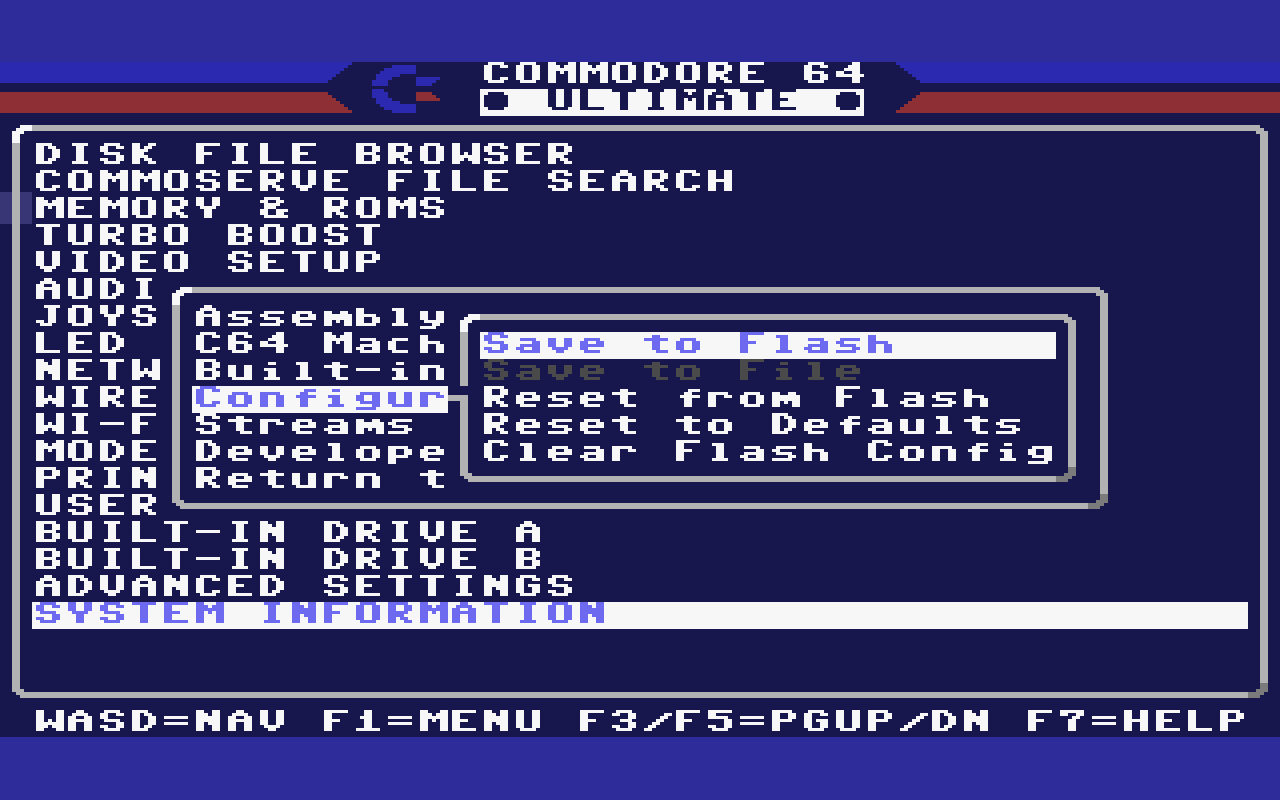 COMMODORE 64
ULTIMATE
DISK FILE BROWSER
COMMOSERVE FILE SEARCH
MEMORY & ROMS
TURBO BOOST
VIDEO SETUP
AUDI
JOYS
LED
NETW
WIRE
WI-F
MODE
PRIN
USER
BUILT-IN DRIVE A
BUILT-IN DRIVE B
ADVANCED SETTINGS
SYSTEM INFORMATION
Assembly
C64 Mach
Built-in
Configur
Streams
Develope
Return t
Save to Flash
Save to File
Reset from Flash
Reset to Defaults
Clear Flash Config
WASD=NAV F1=MENU F3/F5=PGUP/DN F7=HELP